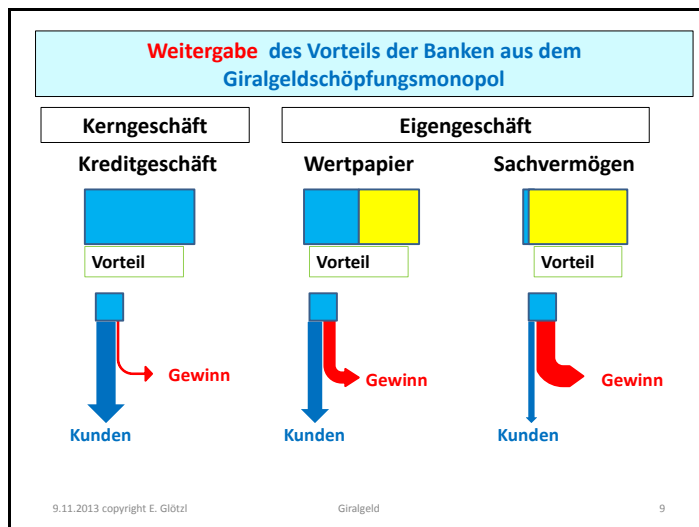 Weitergabe des Vorteils der Banken aus dem
Giralgeldschöpfungsmonopol
Kerngeschäft
Eigengeschäft
Kreditgeschäft
Wertpapier
Sachvermögen
Vorteil
Vorteil
Vorteil
Gewinn
Gewinn
Gewinn
Kunden
Kunden
Kunden
9.11.2013 copyright E. Glötzl
Giralgeld
9